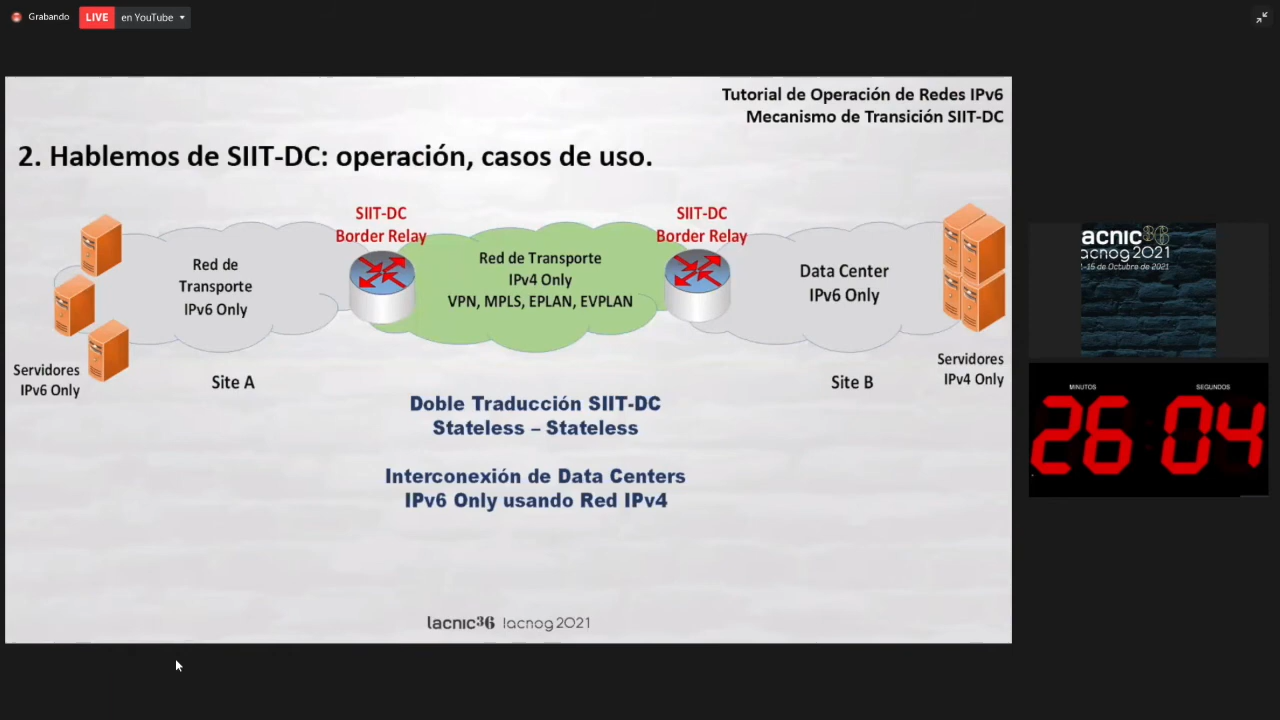 Grabando
LIVE en YouTube
Tutorial de Operación de Redes IPv6
Mecanismo de Transición SIIT-DC
2. Hablemos de SIIT-DC: operación, casos de uso.
SIIT-DC
Border Relay
SIIT-DC
Border Relay
Red de
Transporte
IPv6 Only
Red de Transporte
IPv4 Only
VPN, MPLS, EPLAN, EVPLAN
Data Center
IPv6 Only
Servidores
IPv6 Only
Site A
Site B
Servidores
IPv4 Only
Doble Traducción SIIT-DC
Stateless – Stateless
Interconexión de Data Centers
IPv6 Only usando Red IPv4
lacnic36 lacnog2021
acnic36
acnog2021
1-15 de Octubre de 2021
MINUTOS SEGUNDOS
26 04